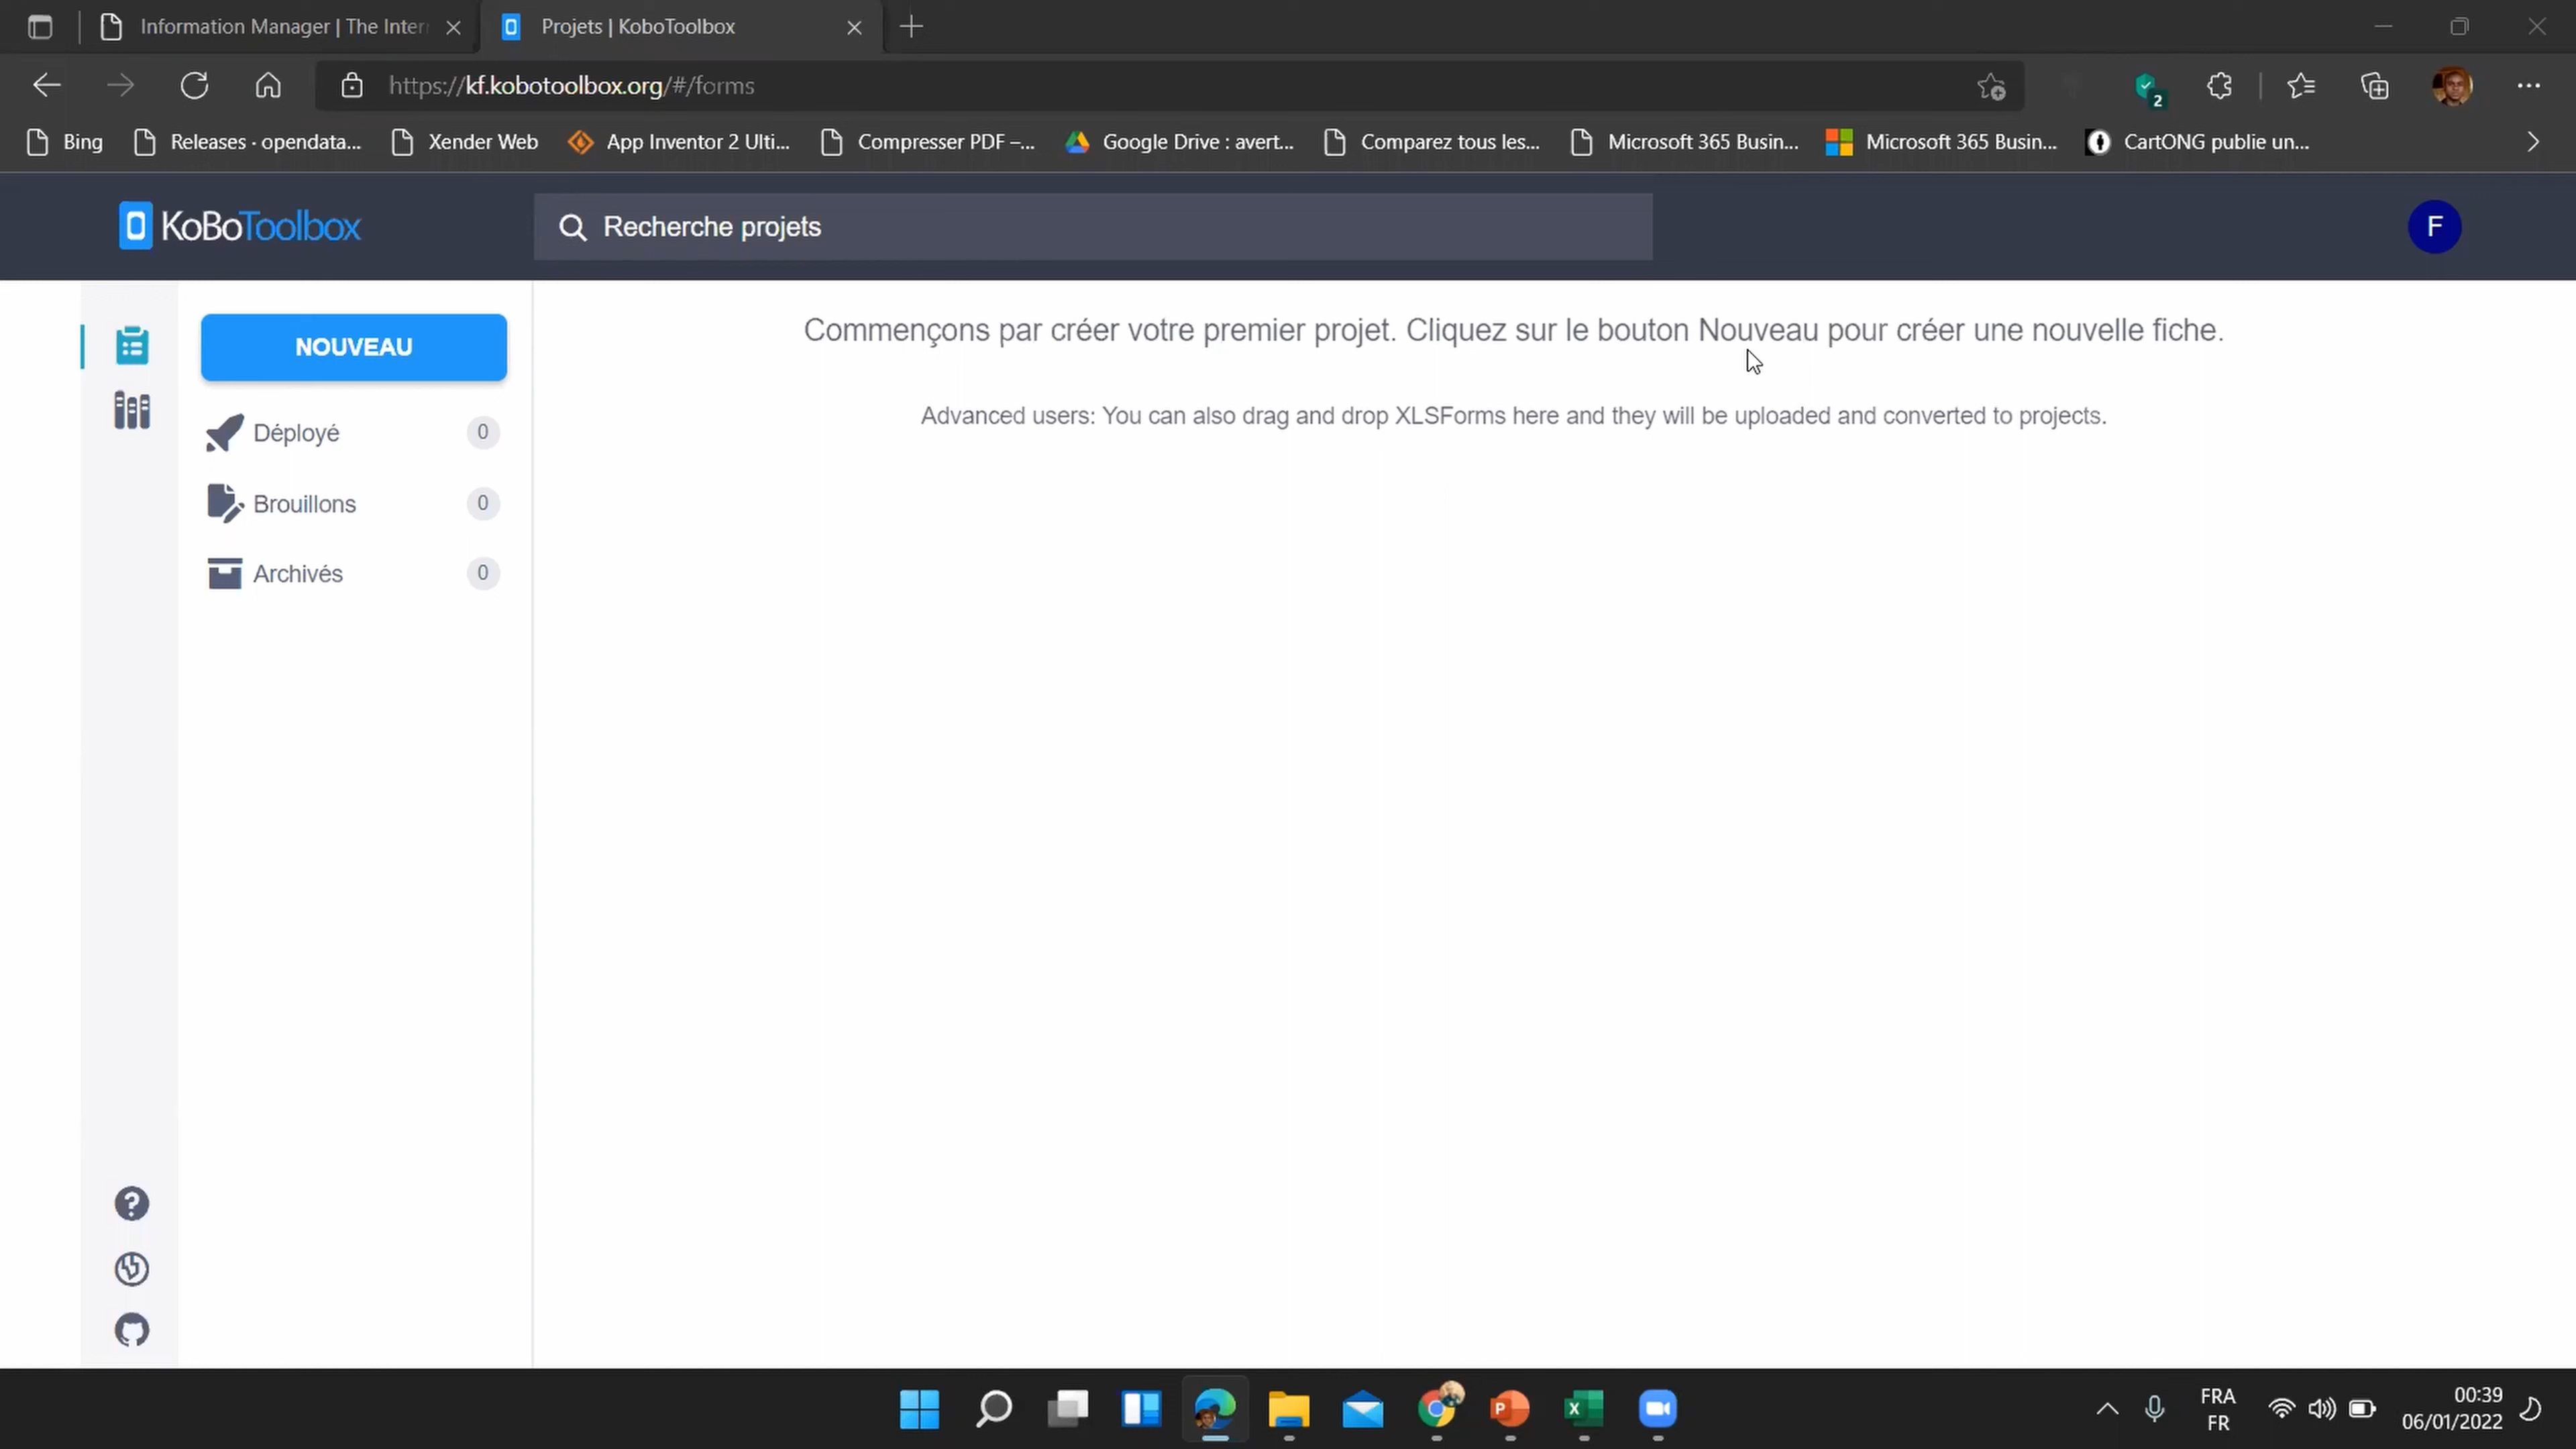 Information Manager | The Inter
Projets | KoboToolbox
https://kf.kobotoolbox.org/#/forms
2
Bing
Releases · opendata...
Xender Web
App Inventor 2 Ulti...
Compresser PDF –...
Google Drive : avert...
Comparez tous les...
Microsoft 365 Busin...
Microsoft 365 Busin...
CartONG publie un...
KoBoToolbox
Recherche projets
F
NOUVEAU
Déployé 0
Brouillons 0
Archivés 0
Commençons par créer votre premier projet. Cliquez sur le bouton Nouveau pour créer une nouvelle fiche.
Advanced users: You can also drag and drop XLSForms here and they will be uploaded and converted to projects.
FRA
FR
00:39
06/01/2022